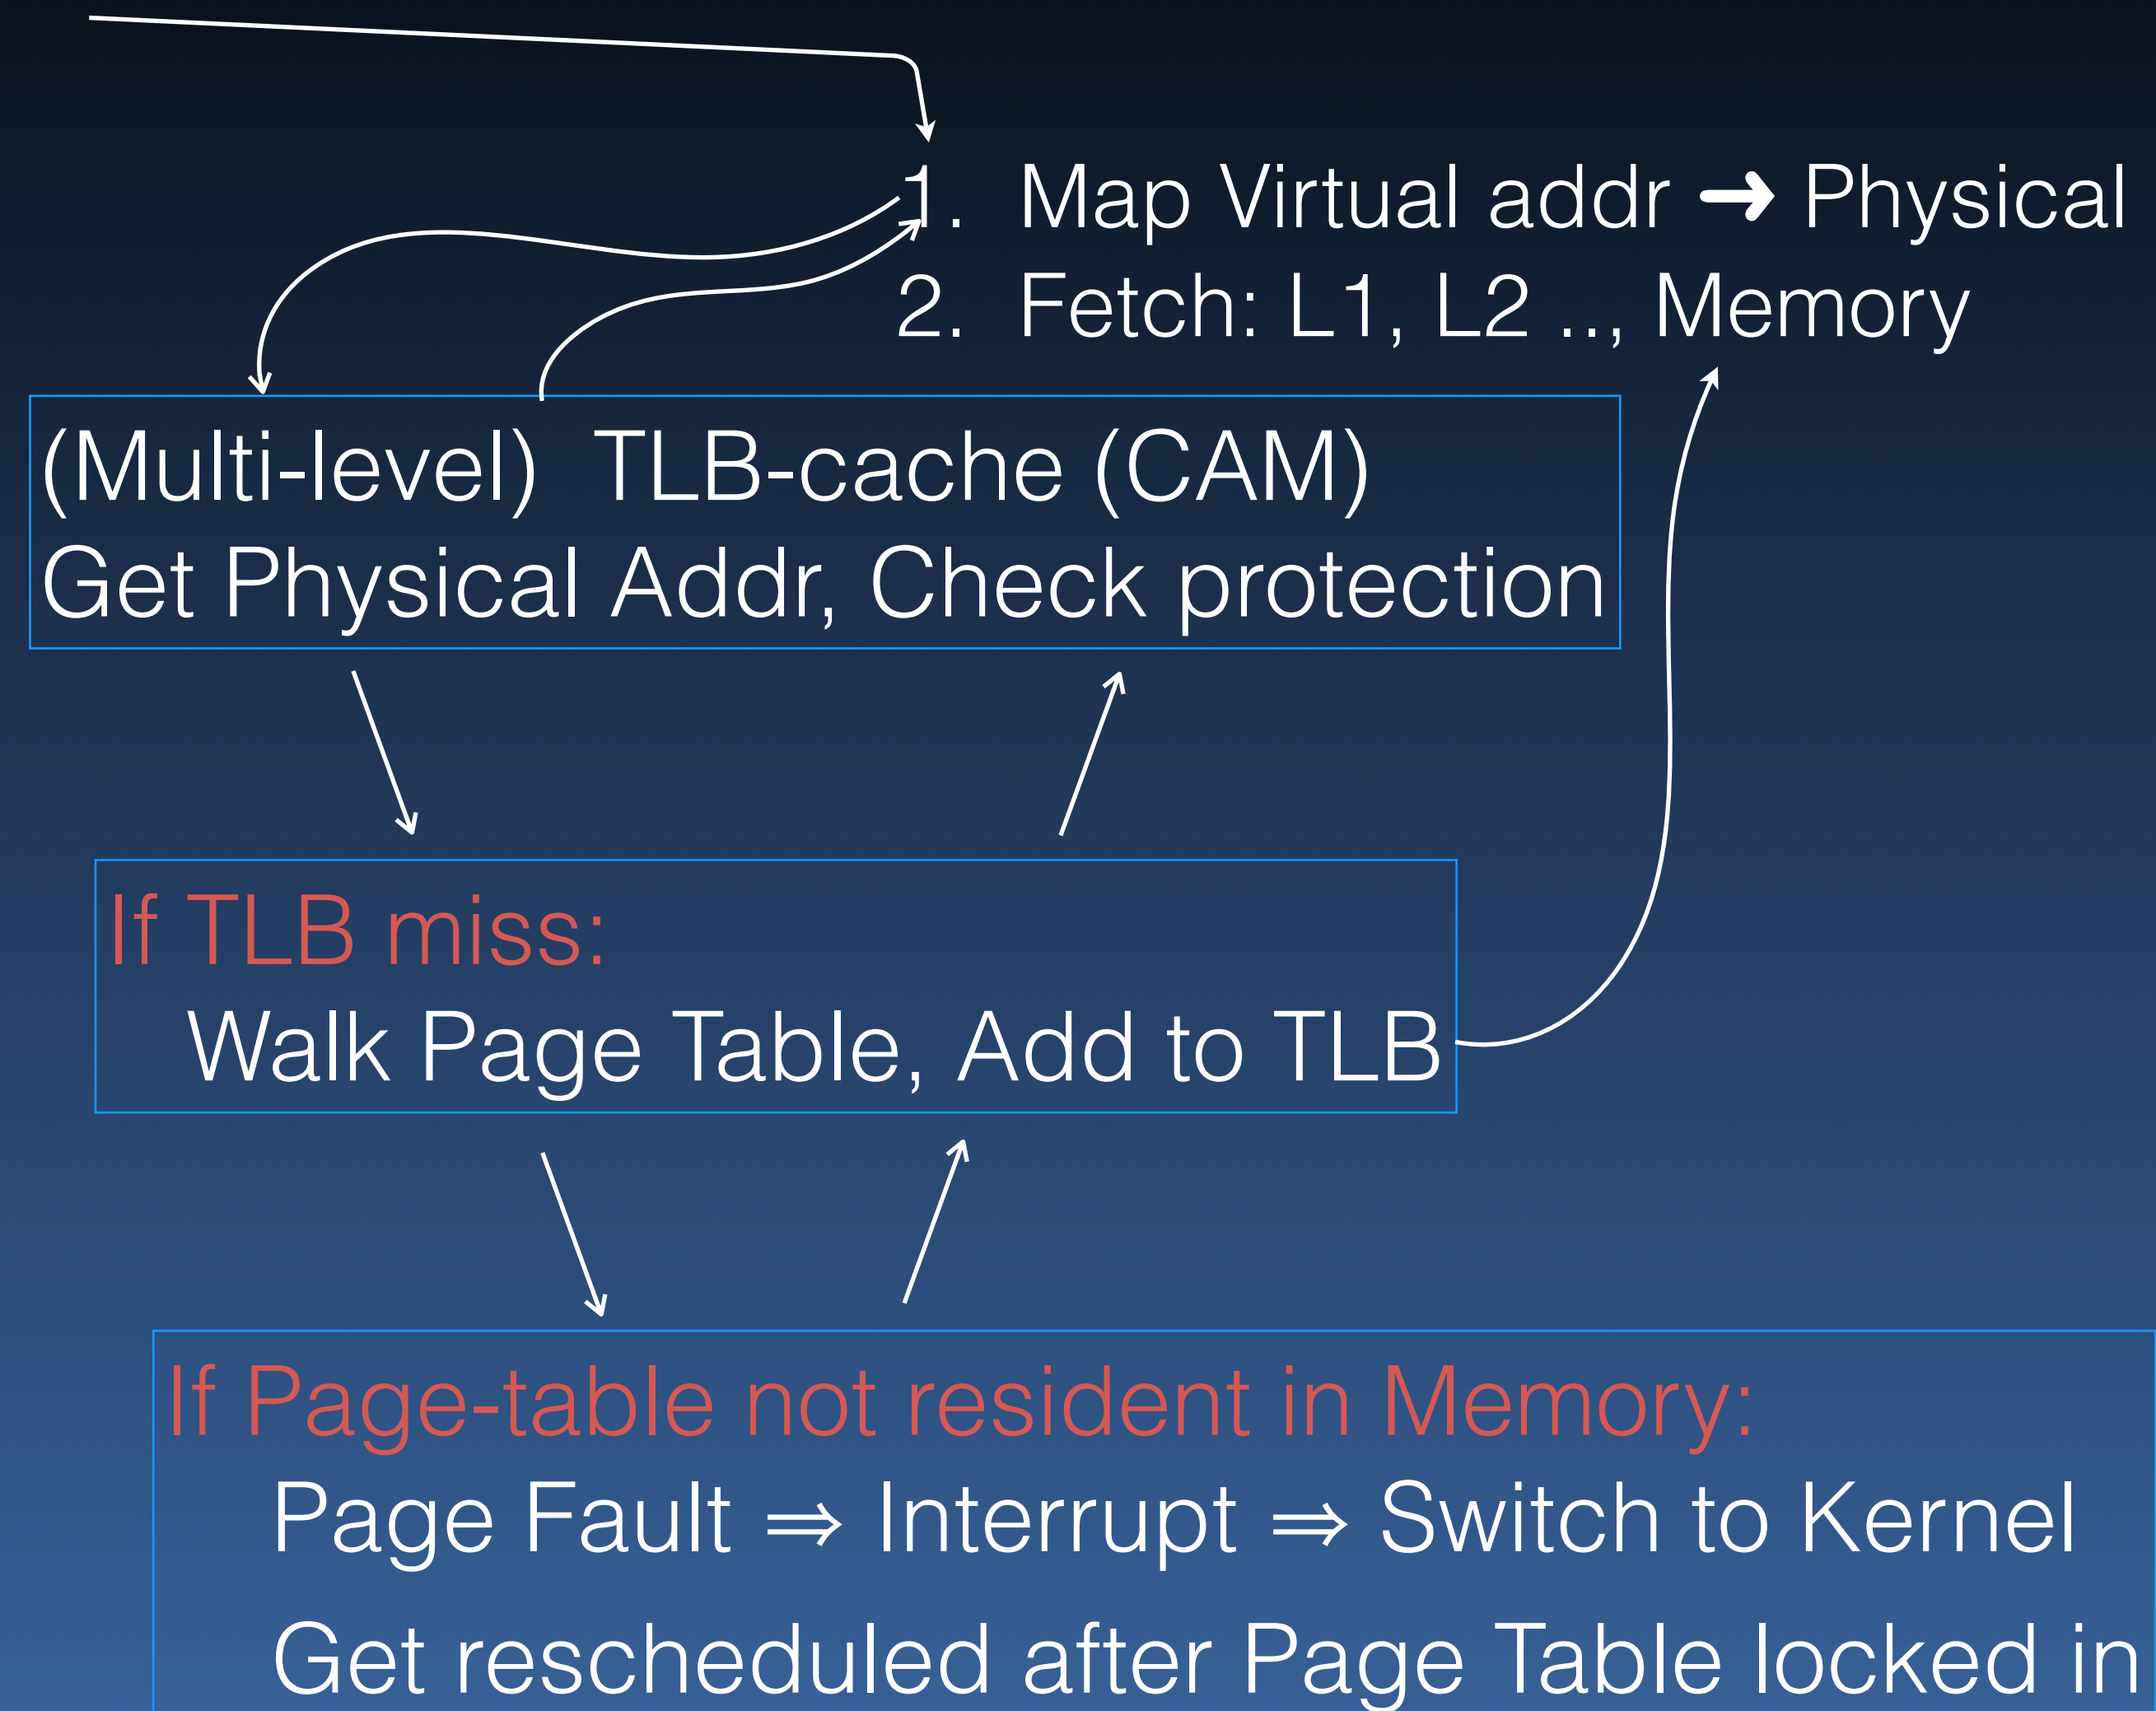 1. Map Virtual addr ➔ Physical
2. Fetch: L1, L2 .., Memory
(Multi-level) TLB-cache (CAM)
Get Physical Addr, Check protection
If TLB miss:
Walk Page Table, Add to TLB
If Page-table not resident in Memory:
Page Fault ⇒ Interrupt ⇒ Switch to Kernel
Get rescheduled after Page Table locked in